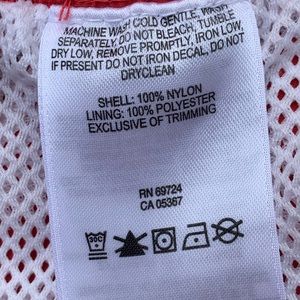 MACHINE WASH COLD GENTLE, WASH
SEPARATELY, DO NOT BLEACH, TUMBLE
DRY LOW, REMOVE PROMPTLY, IRON LOW,
IF PRESENT DO NOT IRON DECAL, DO NOT
DRYCLEAN
SHELL: 100% NYLON
LINING: 100% POLYESTER
EXCLUSIVE OF TRIMMING
RN 69724
CA 05367
30C